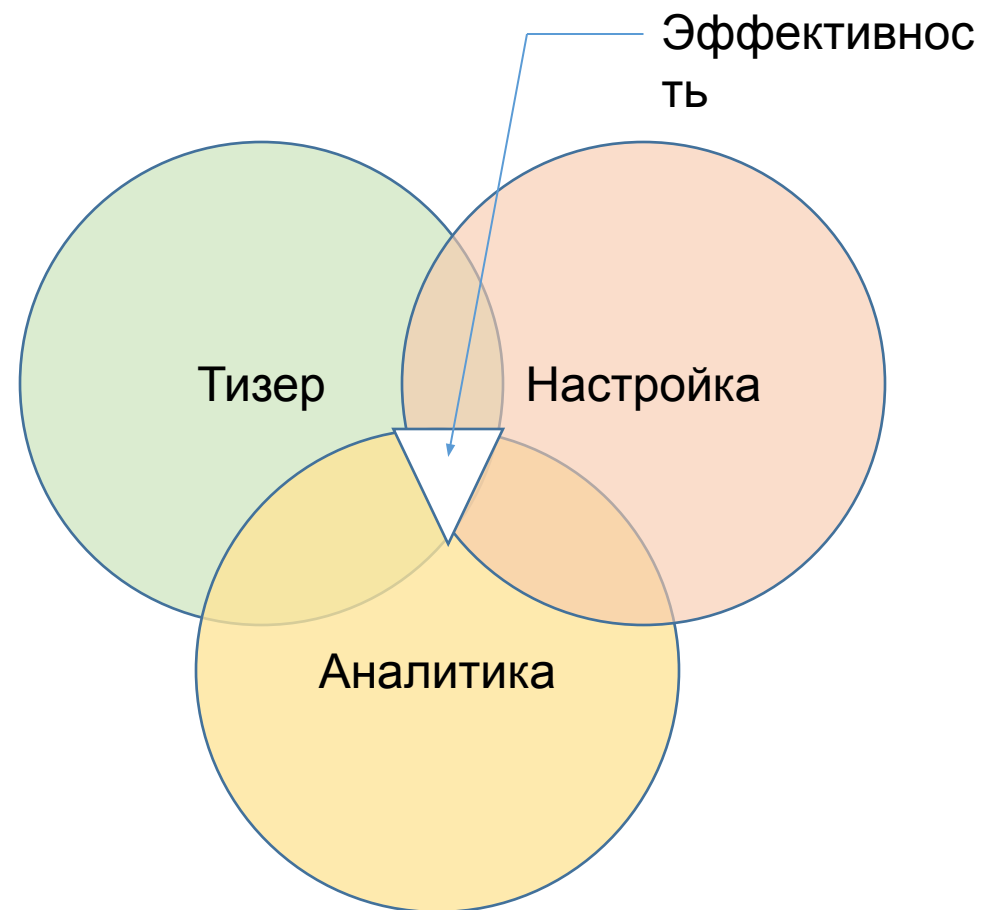 Эффективнос
ть
Тизер
Настройка
Аналитика